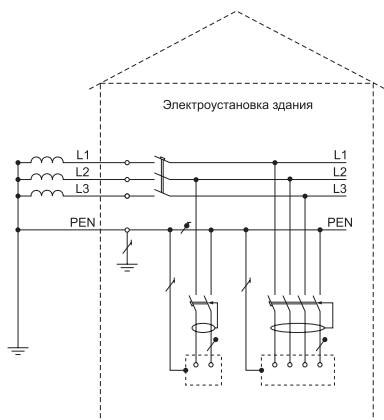 Электроустановка здания
L1 L1
L2 L2
L3 L3
PEN PEN